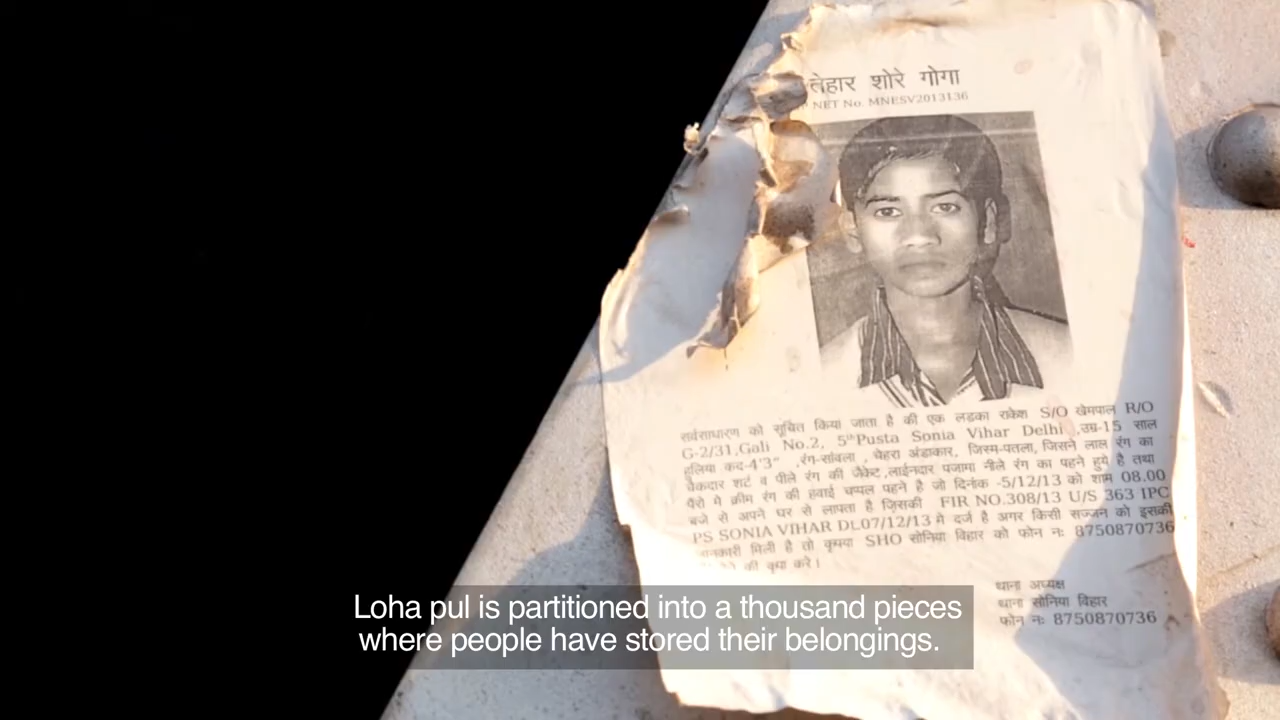 तेहार शोरे गोगा
NET No. MNESV2013136
सर्वसाधारण को सूचित किया जाता है की एक लडका राकेश S/O खेमपाल R/O
G-2/31,Gali No.2, 5thPusta Sonia Vihar Delhi ,उम्र-15 साल
हुलिया कद-4'3" ,रंग-सांवला , चेहरा अंडाकार, जिस्म-पतला, जिसने लाल रंग का
चैकदार शर्ट व पीले रंग की जैकेट,लाईनदार पजामा नीले रंग का पहने हुये है तथा
पैरो मे क्रीम रंग की हवाई चप्पल पहने है जो दिनांक -5/12/13 को शाम 08.00
बजे से अपने घर से लापता है जिसकी FIR NO.308/13 U/S 363 IPC
PS SONIA VIHAR DL07/12/13 मे दर्ज है अगर किसी सज्जन को इसकी
जानकारी मिली है तो कृपया SHO सोनिया विहार को फोन नः 8750870736
की कृपा करे।
थाना अध्यक्ष
थाना सोनिया विहार
फोन नः 8750870736
Loha pul is partitioned into a thousand pieces
where people have stored their belongings.